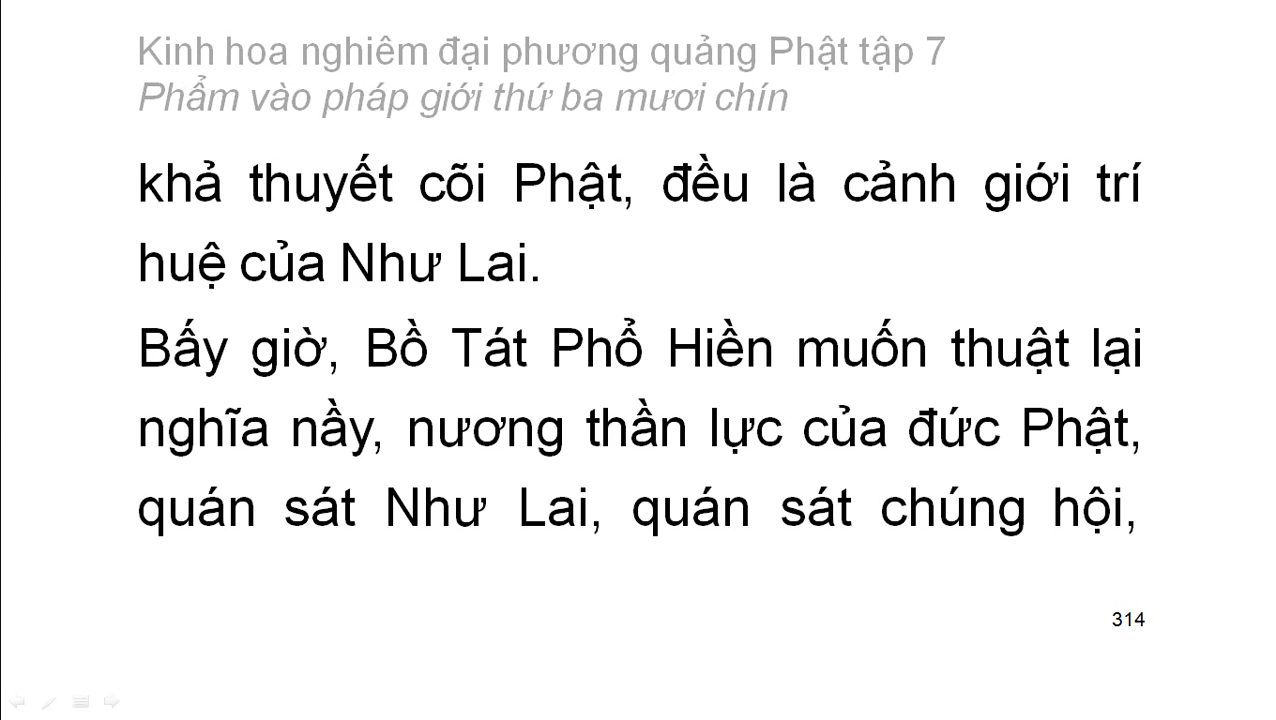 Kinh hoa nghiêm đại phương quảng Phật tập 7
Phẩm vào pháp giới thứ ba mươi chín
khả thuyết cõi Phật, đều là cảnh giới trí
huệ của Như Lai.
Bấy giờ, Bồ Tát Phổ Hiền muốn thuật lại
nghĩa nầy, nương thần lực của đức Phật,
quán sát Như Lai, quán sát chúng hội,
314